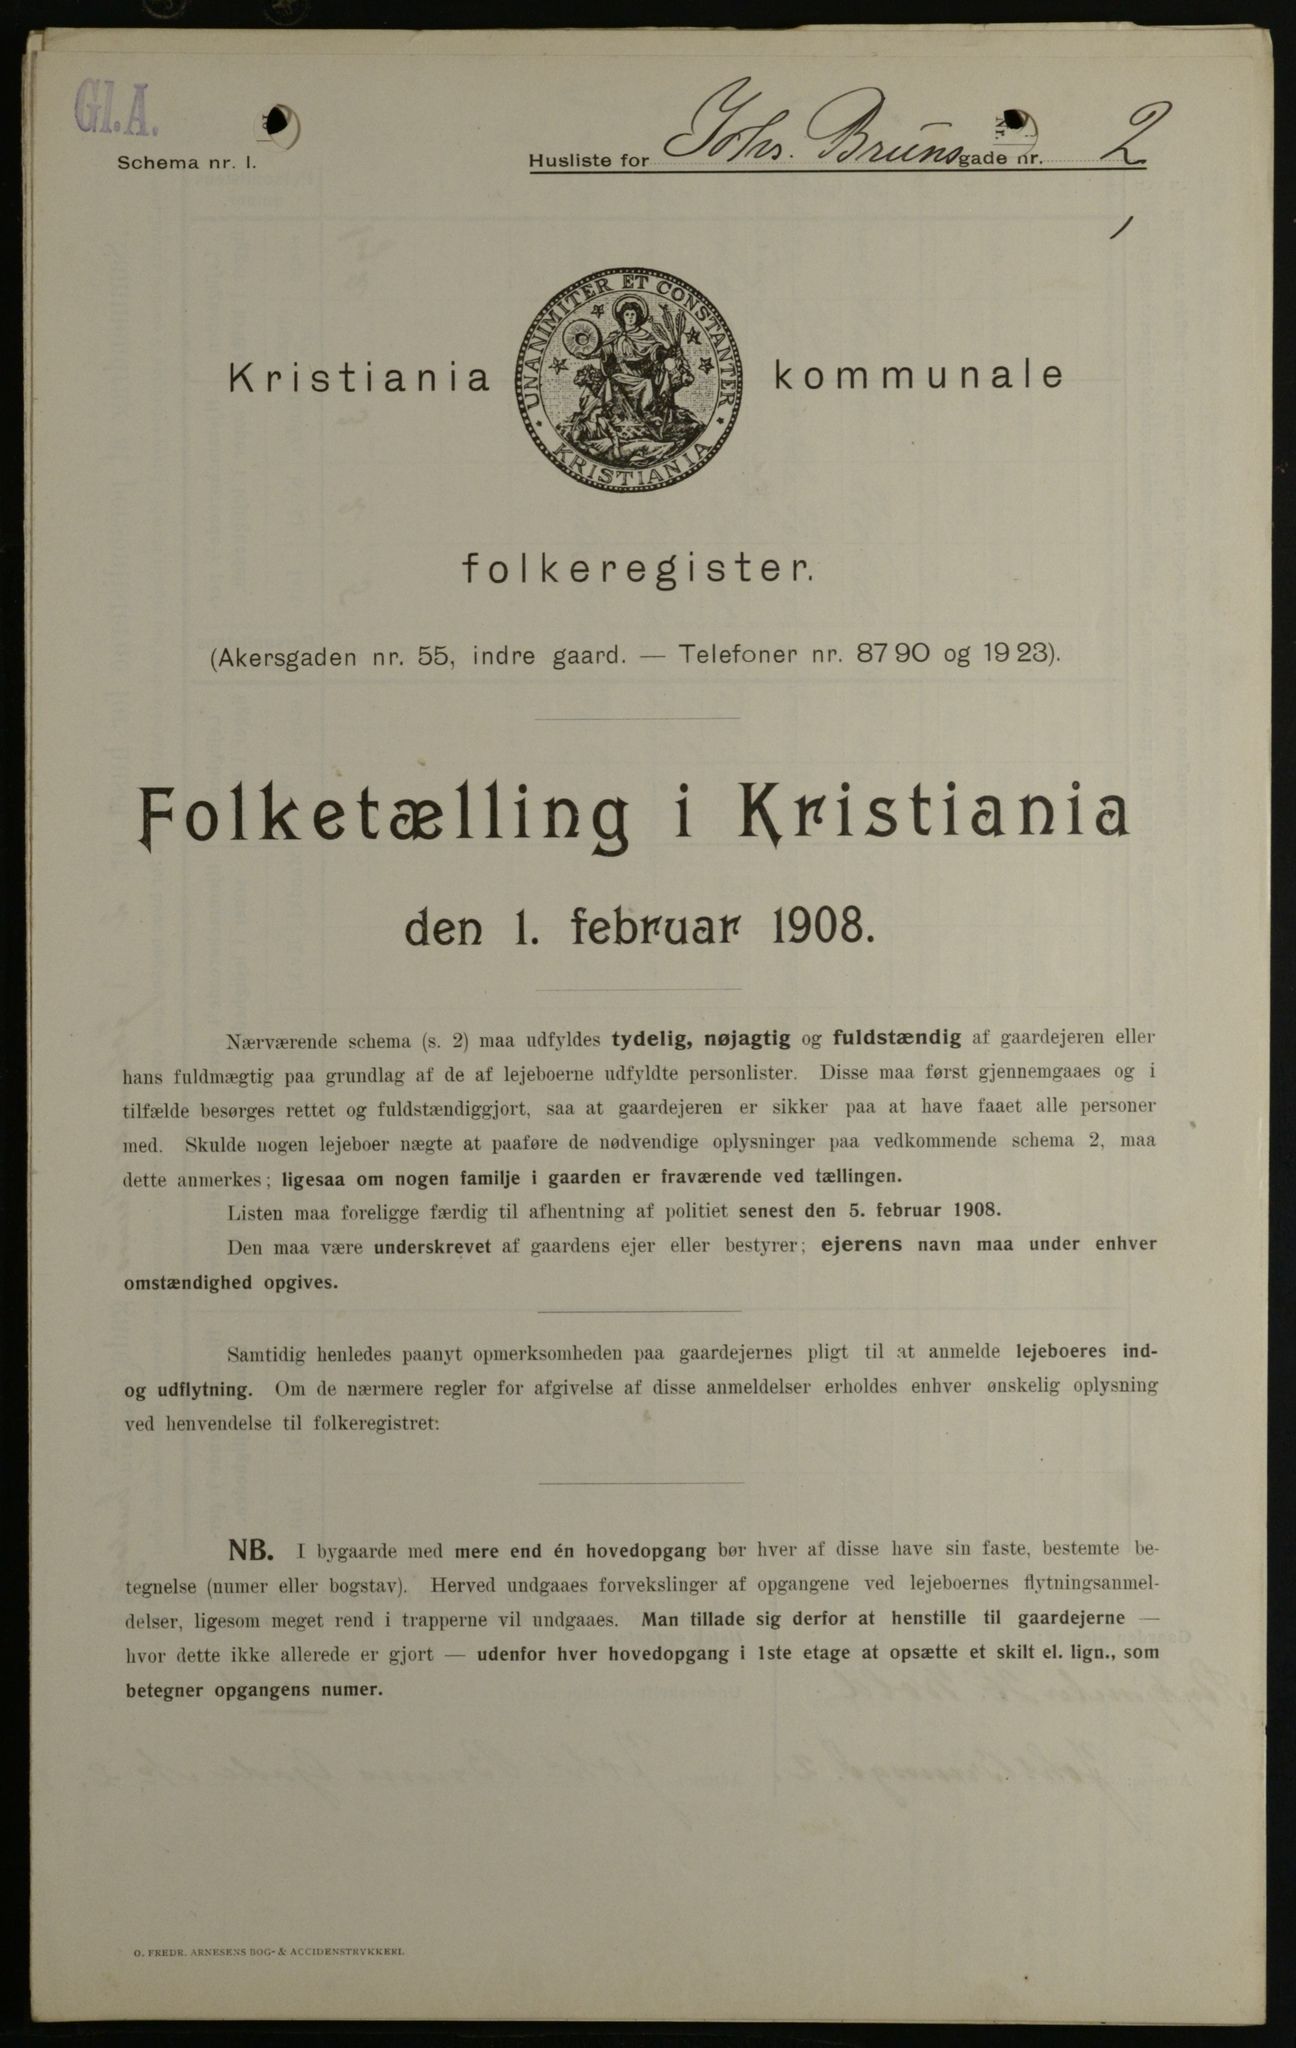 Gl.A.
Schema nr. 1.
Husliste for Johs. Brunsgade nr. 2
Kristiania kommunale
UNANIMITER ET CONSTANTER
KRISTIANIA
folkeregister.
(Akersgaden nr. 55, indre gaard. — Telefoner nr. 87 90 og 19 23).
Folketælling i Kristiania
den 1. februar 1908.
Nærværende schema (s. 2) maa udfyldes tydelig, nøjagtig og fuldstændig af gaardejeren eller
hans fuldmægtig paa grundlag af de af lejeboerne udfyldte personlister. Disse maa først gjennemgaaes og i
tilfælde besørges rettet og fuldstændiggjort, saa at gaardejeren er sikker paa at have faaet alle personer
med. Skulde nogen lejeboer nægte at paaføre de nødvendige oplysninger paa vedkommende schema 2, maa
dette anmerkes; ligesaa om nogen familje i gaarden er fraværende ved tællingen.
Listen maa foreligge færdig til afhentning af politiet senest den 5. februar 1908.
Den maa være underskrevet af gaardens ejer eller bestyrer; ejerens navn maa under enhver
omstændighed opgives.
Samtidig henledes paanyt opmerksomheden paa gaardejernes pligt til at anmelde lejeboeres ind-
og udflytning. Om de nærmere regler for afgivelse af disse anmeldelser erholdes enhver ønskelig oplysning
ved henvendelse til folkeregistret:
NB. I bygaarde med mere end én hovedopgang bør hver af disse have sin faste, bestemte be-
tegnelse (numer eller bogstav). Herved undgaaes forvekslinger af opgangene ved lejeboernes flytningsanmel-
delser, ligesom meget rend i trapperne vil undgaaes. Man tillade sig derfor at henstille til gaardejerne —
hvor dette ikke allerede er gjort — udenfor hver hovedopgang i 1ste etage at opsætte et skilt el. lign., som
betegner opgangens numer.
O. FREDR. ARNESENS BOG- & ACCIDENSTRYKKERI.